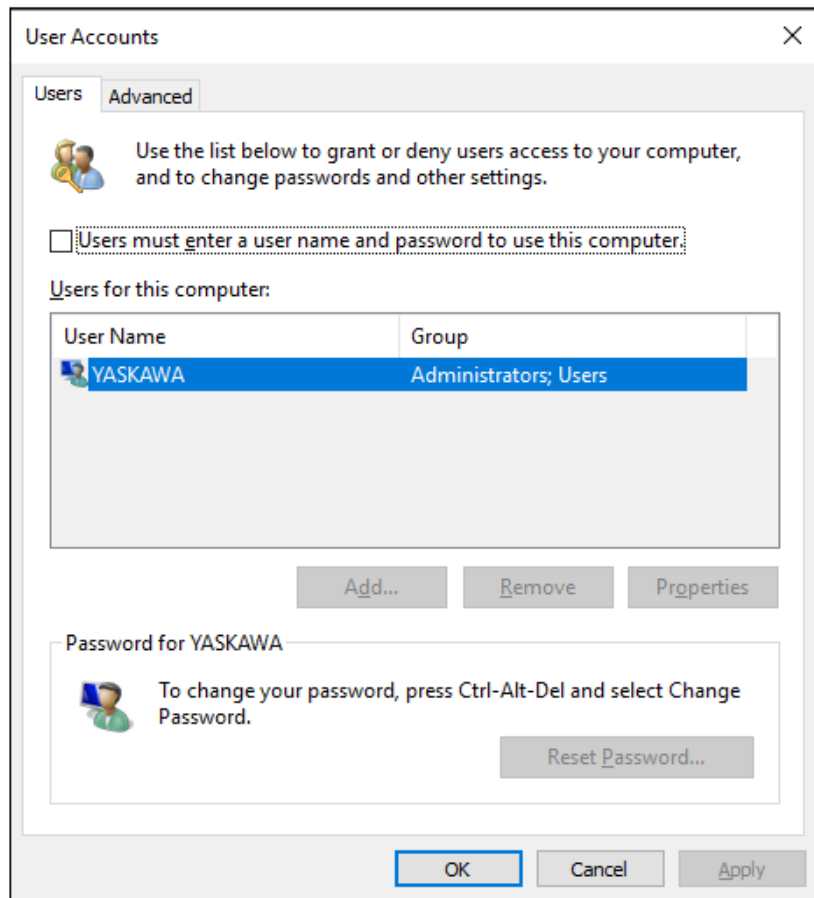 User Accounts
Users
Advanced
Use the list below to grant or deny users access to your computer,
and to change passwords and other settings.
Users must enter a user name and password to use this computer.
Users for this computer:
User Name
Group
YASKAWA
Administrators; Users
Add...
Remove
Properties
Password for YASKAWA
To change your password, press Ctrl-Alt-Del and select Change
Password.
Reset Password...
OK
Cancel
Apply